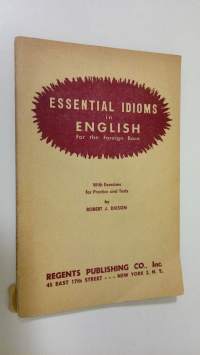 ESSENTIAL IDIOMS
in
ENGLISH
For the Foreign Born
With Exercises
for Practice and Tests
by
ROBERT J. DIXSON
REGENTS PUBLISHING CO., Inc
45 EAST 17th STREET - - - NEW YORK 3, N. Y.